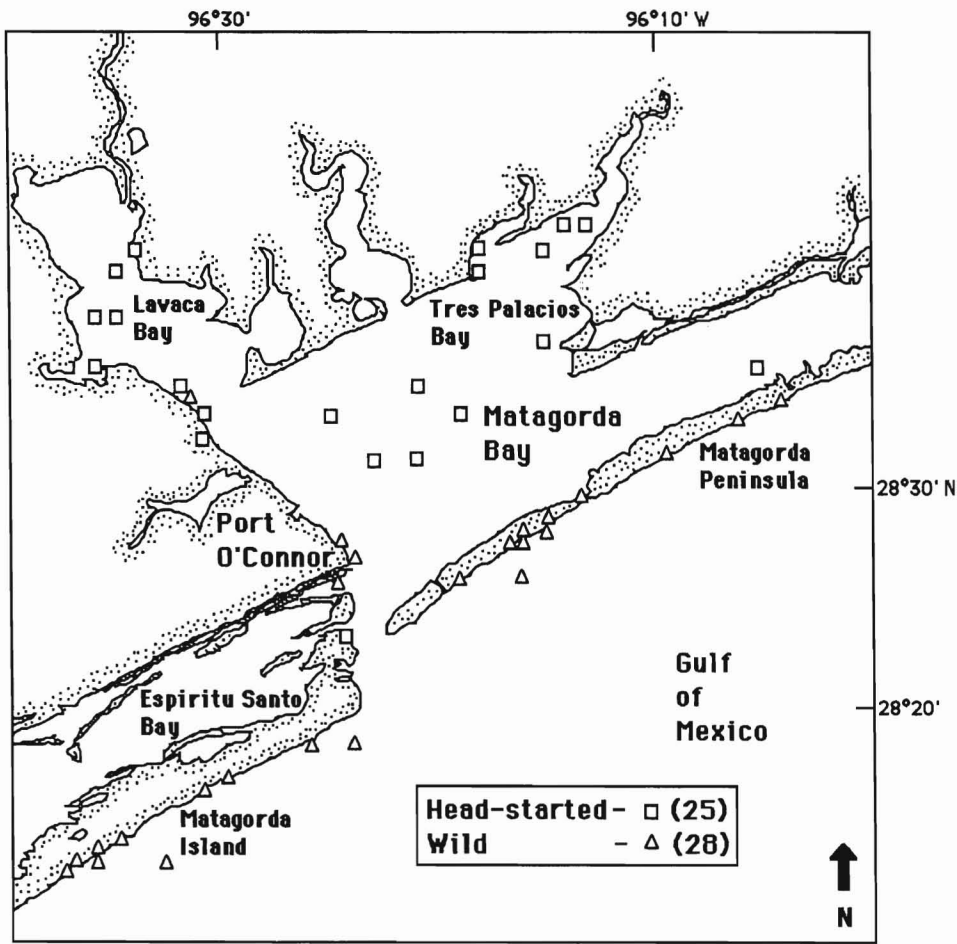 96°30'
96°10' W
Lavaca
Bay
Tres Palacios
Bay
Matagorda
Bay
Matagorda
Peninsula
28°30' N
Port
O'Connor
Gulf
of
Mexico
Espiritu Santo
Bay
28°20'
Matagorda
Island
Head-started- □ (25)
Wild - △ (28)
N